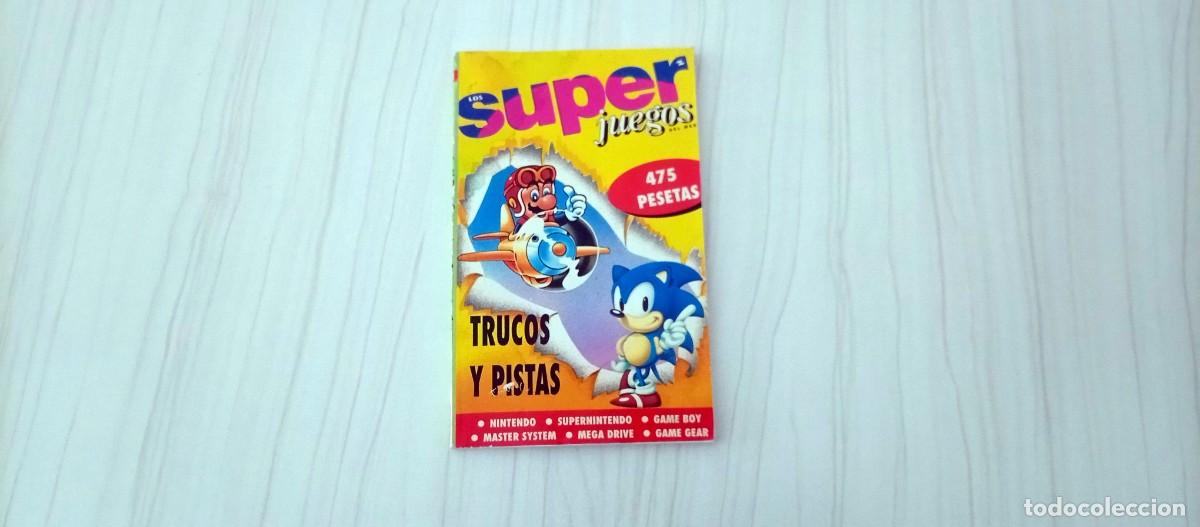 LOS
super
juegos
DEL MES
475
PESETAS
TRUCOS
Y PISTAS
● NINTENDO ● SUPERNINTENDO ● GAME BOY
● MASTER SYSTEM ● MEGA DRIVE ● GAME GEAR
todocoleccion